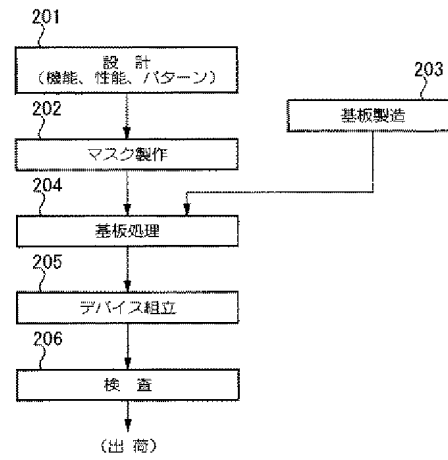 201
設 計
(機能、性能、パターン)
202
マスク製作
203
基板製造
204
基板処理
205
デバイス組立
206
検 査
(出 荷)